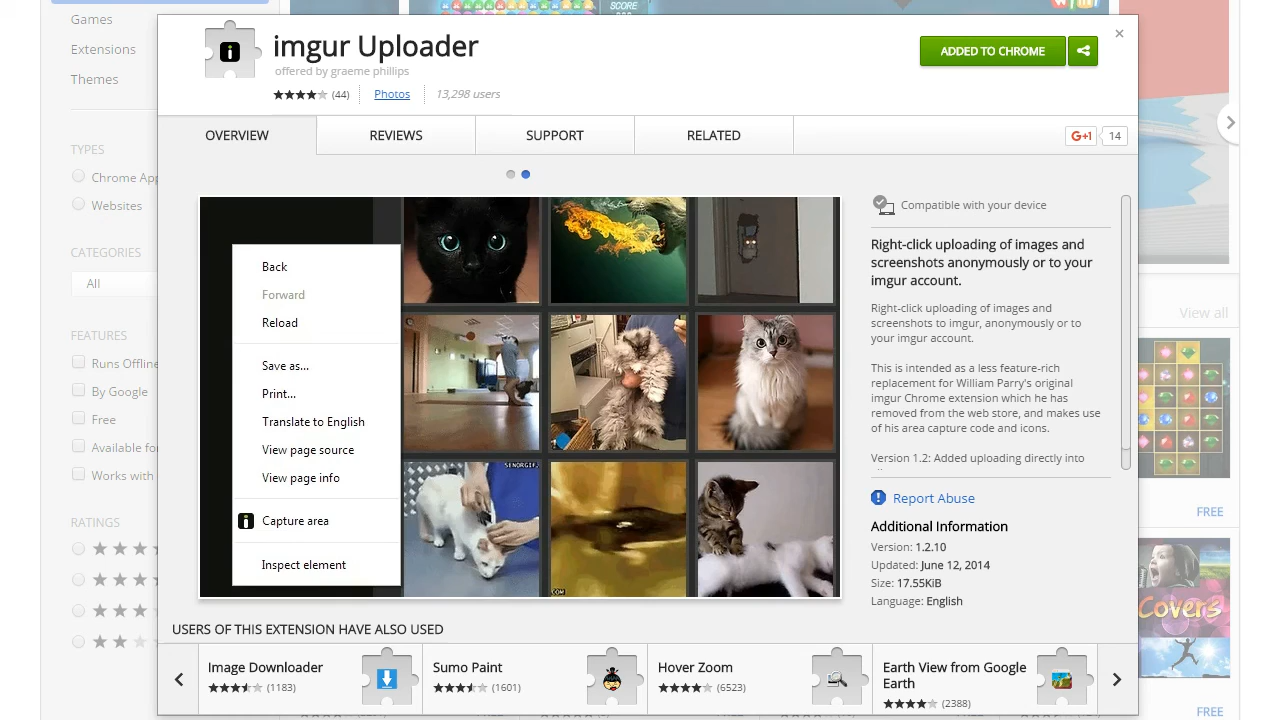 Games
Extensions
Themes
TYPES
Chrome App
Websites
CATEGORIES
All
FEATURES
Runs Offline
By Google
Free
Available fo
Works with
RATINGS
SCORE
imgur Uploader
offered by graeme phillips
(44)
Photos
13,298 users
ADDED TO CHROME
OVERVIEW
REVIEWS
SUPPORT
RELATED
G+1
14
Back
Forward
Reload
Save as...
Print...
Translate to English
View page source
View page info
Capture area
Inspect element
SENORGIF.
.COM
Compatible with your device
Right-click uploading of images and
screenshots anonymously or to your
imgur account.
Right-click uploading of images and
screenshots to imgur, anonymously or to
your imgur account.
This is intended as a less feature-rich
replacement for William Parry's original
imgur Chrome extension which he has
removed from the web store, and makes use
of his area capture code and icons.
Version 1.2: Added uploading directly into
Report Abuse
Additional Information
Version: 1.2.10
Updated: June 12, 2014
Size: 17.55KiB
Language: English
USERS OF THIS EXTENSION HAVE ALSO USED
Image Downloader
(1183)
Sumo Paint
(1601)
Hover Zoom
(6523)
Earth View from Google
Earth
(2388)
View all
FREE
Covers
FREE